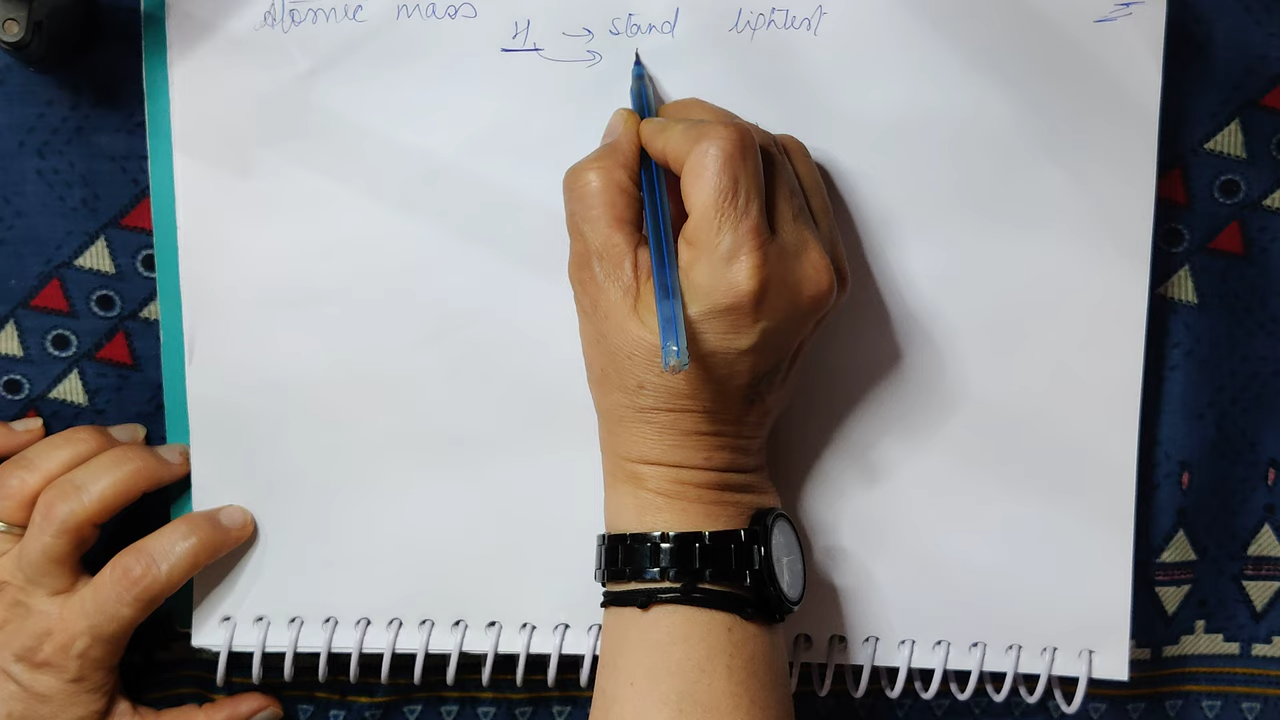 Atomic mass H, → stand lightest